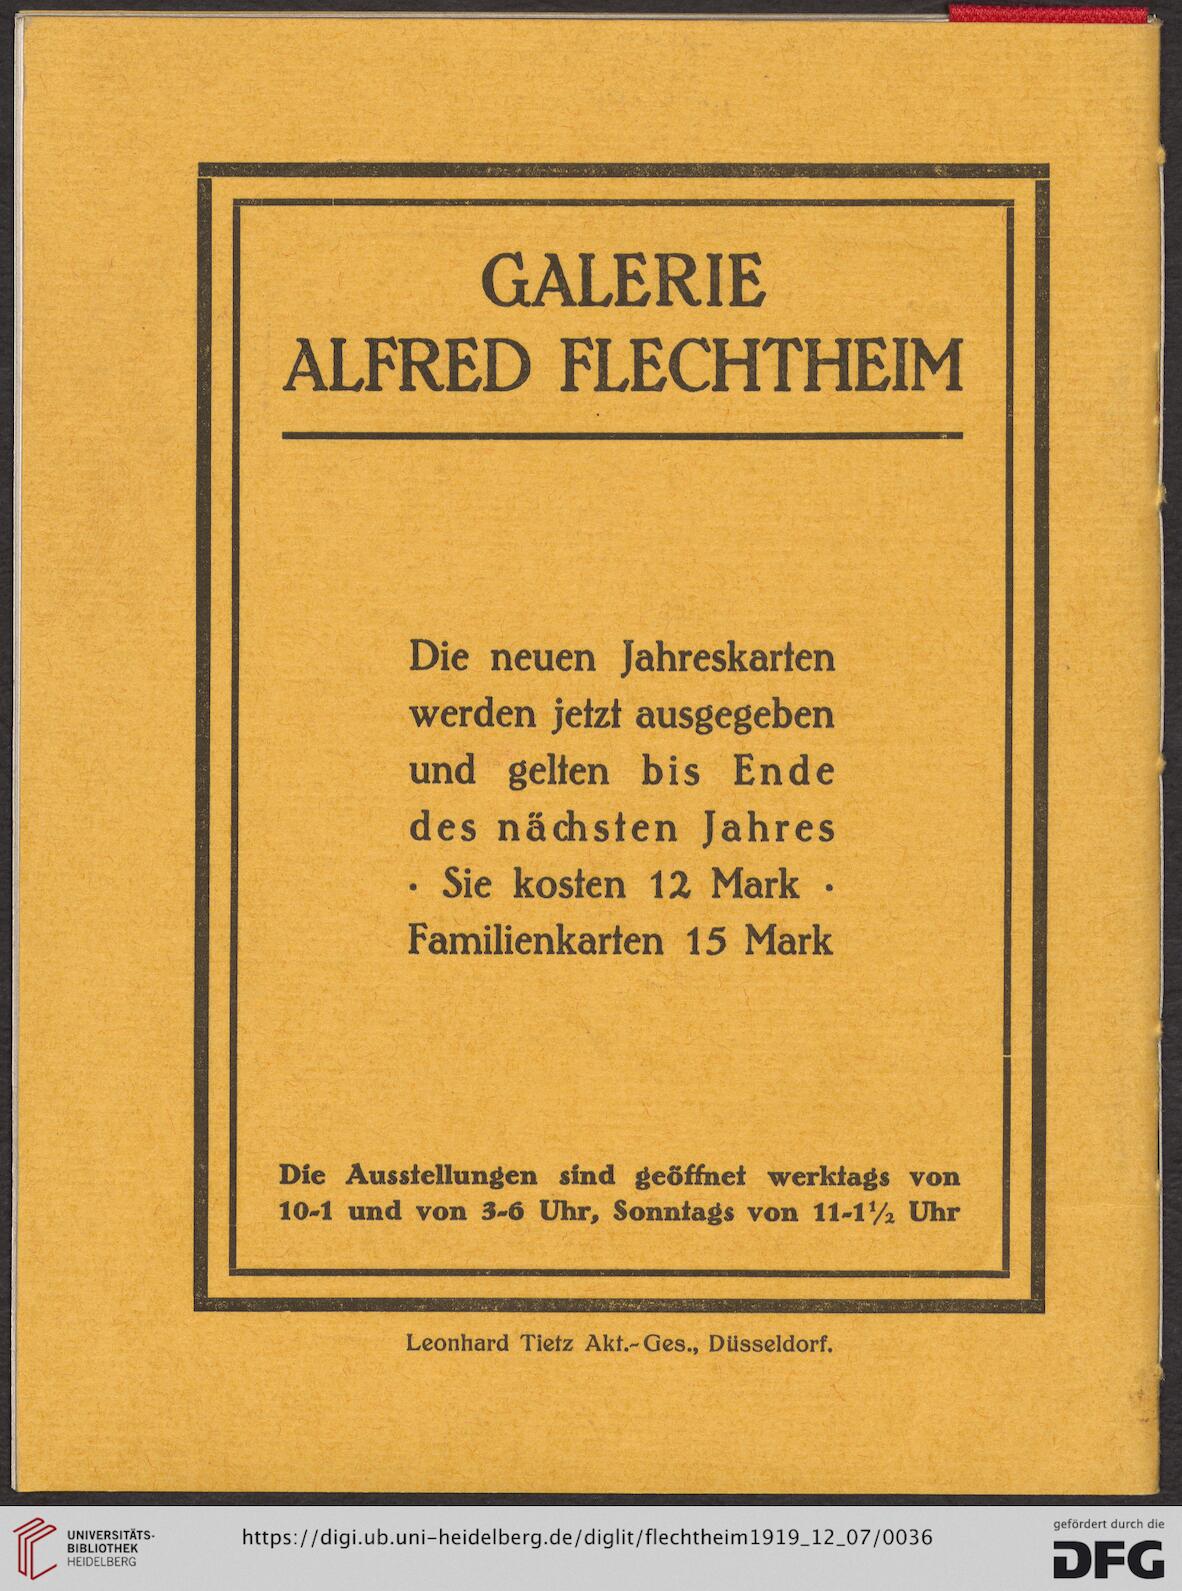 GALERIE
ALFRED FLECHTHEIM
Die neuen Jahreskarten
werden jetzt ausgegeben
und gelten bis Ende
des nächsten Jahres
· Sie kosten 12 Mark ·
Familienkarten 15 Mark
Die Ausstellungen sind geöffnet werktags von
10-1 und von 3-6 Uhr, Sonntags von 11-1½ Uhr
Leonhard Tietz Akt.-Ges., Düsseldorf.
UNIVERSITÄTS-
BIBLIOTHEK
HEIDELBERG
https://digi.ub.uni-heidelberg.de/diglit/flechtheim1919_12_07/0036
gefördert durch die
DFG